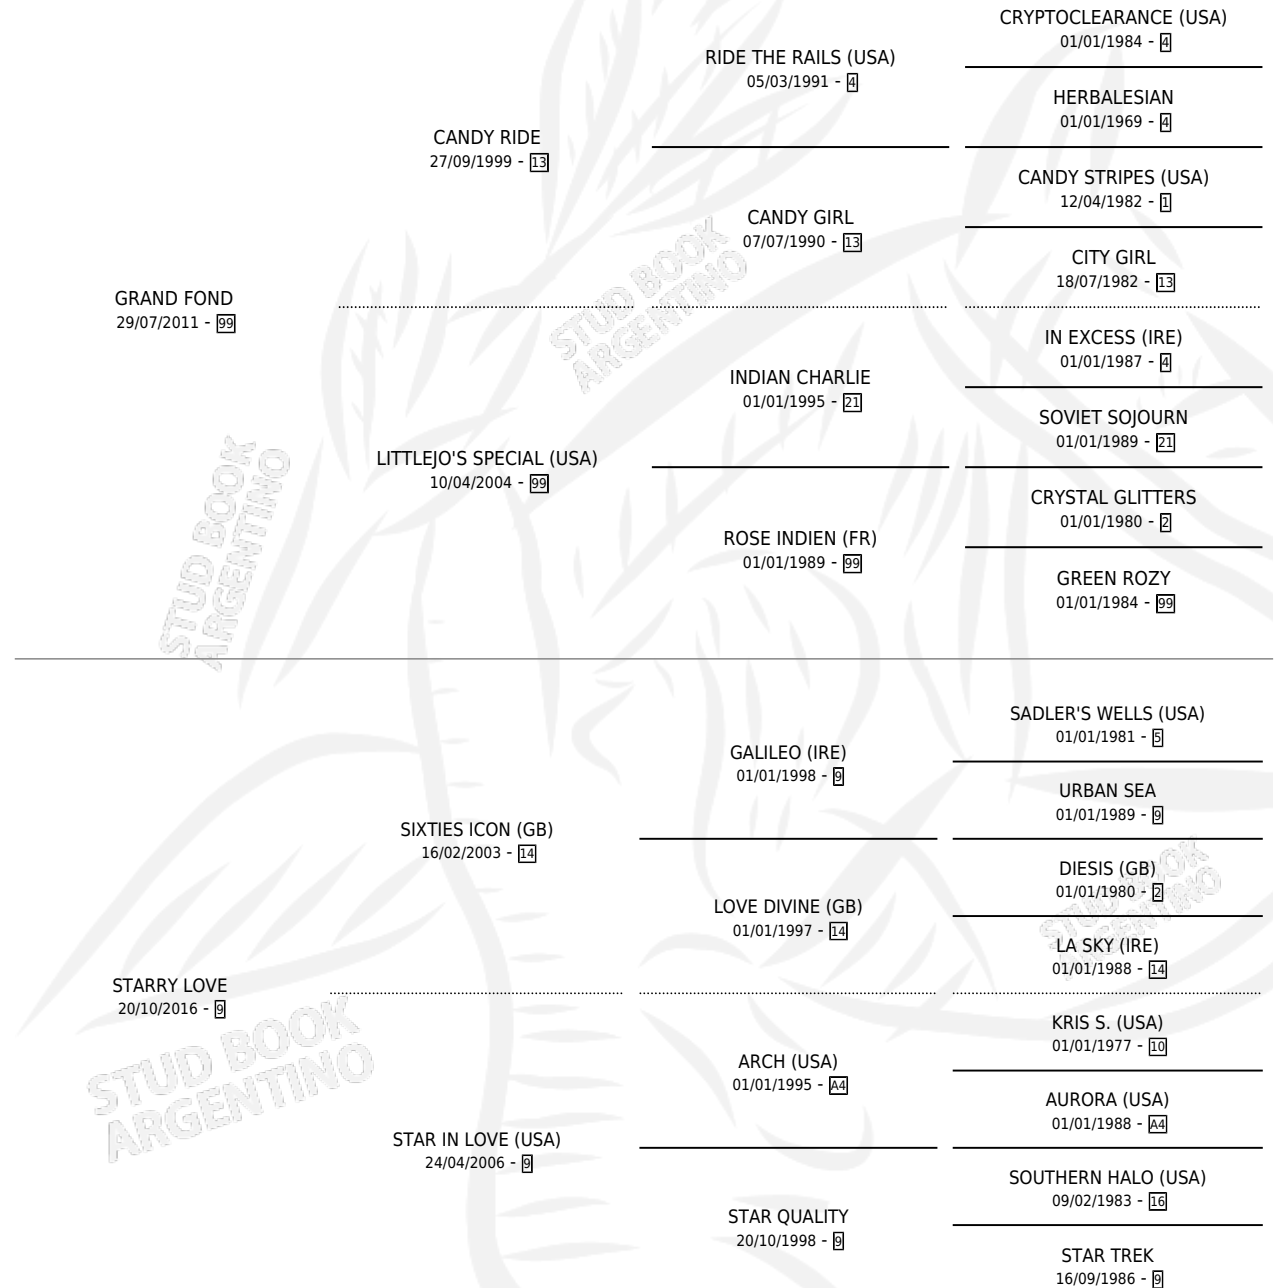 CRYPTOCLEARANCE (USA)
01/01/1984 - 4
RIDE THE RAILS (USA)
05/03/1991 - 4
HERBALESIAN
01/01/1969 - 4
CANDY RIDE
27/09/1999 - 13
CANDY STRIPES (USA)
12/04/1982 - 1
CANDY GIRL
07/07/1990 - 13
CITY GIRL
18/07/1982 - 13
GRAND FOND
29/07/2011 - 99
IN EXCESS (IRE)
01/01/1987 - 4
INDIAN CHARLIE
01/01/1995 - 21
SOVIET SOJOURN
01/01/1989 - 21
LITTLEJO'S SPECIAL (USA)
10/04/2004 - 99
CRYSTAL GLITTERS
01/01/1980 - 2
ROSE INDIEN (FR)
01/01/1989 - 99
GREEN ROZY
01/01/1984 - 99
SADLER'S WELLS (USA)
01/01/1981 - 5
GALILEO (IRE)
01/01/1998 - 9
URBAN SEA
01/01/1989 - 9
SIXTIES ICON (GB)
16/02/2003 - 14
DIESIS (GB)
01/01/1980 - 2
LOVE DIVINE (GB)
01/01/1997 - 14
LA SKY (IRE)
01/01/1988 - 14
STARRY LOVE
20/10/2016 - 9
KRIS S. (USA)
01/01/1977 - 10
ARCH (USA)
01/01/1995 - A4
AURORA (USA)
01/01/1988 - A4
STAR IN LOVE (USA)
24/04/2006 - 9
SOUTHERN HALO (USA)
09/02/1983 - 16
STAR QUALITY
20/10/1998 - 9
STAR TREK
16/09/1986 - 9
STUD BOOK
ARGENTINO
STUD BOOK
ARGENTINO
STUD BOOK
ARGENTINO
STUD BOOK
ARGENTINO